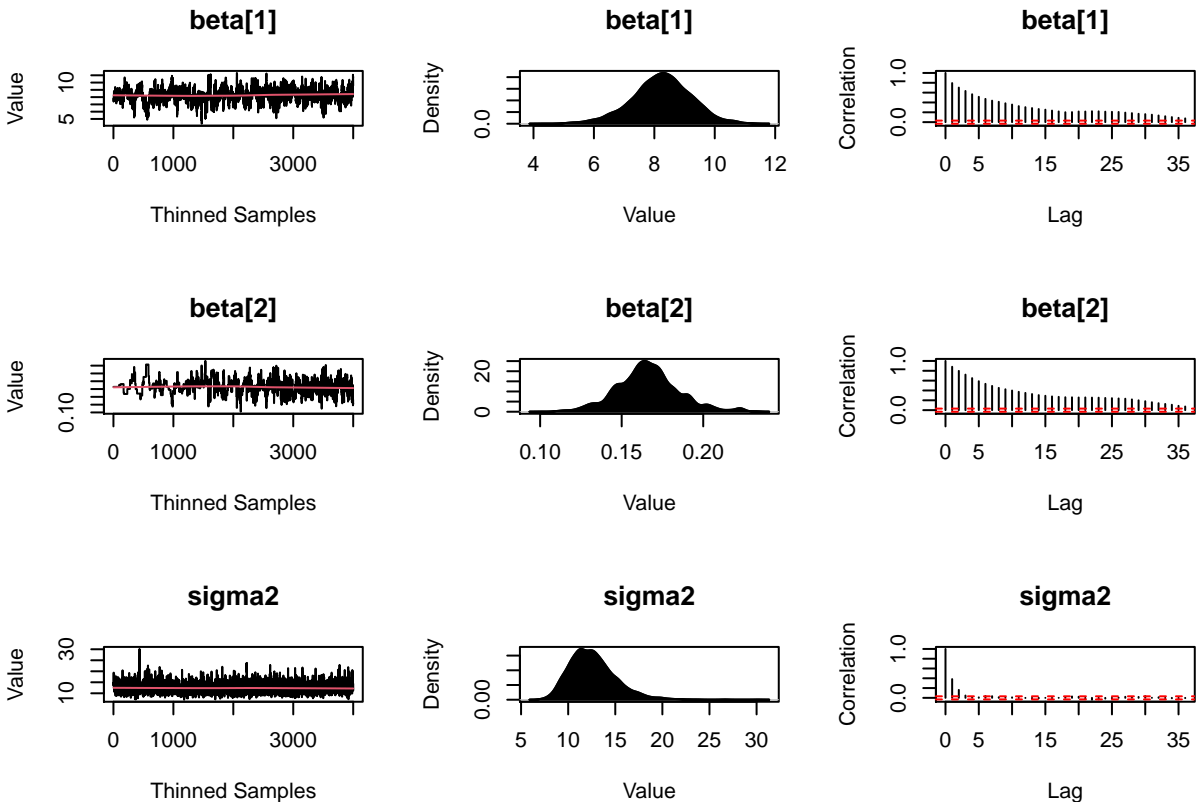 beta[1] beta[1] beta[1]
Value 5 10 Density 0.0 Correlation 0.0 1.0
0 1000 3000 4 6 8 10 12 0 5 15 25 35
Thinned Samples Value Lag
beta[2] beta[2] beta[2]
Value 0.10 Density 0 20 Correlation 0.0 1.0
0 1000 3000 0.10 0.15 0.20 0 5 15 25 35
Thinned Samples Value Lag
sigma2 sigma2 sigma2
Value 10 30 Density 0.00 Correlation 0.0 1.0
0 1000 3000 5 10 15 20 25 30 0 5 15 25 35
Thinned Samples Value Lag